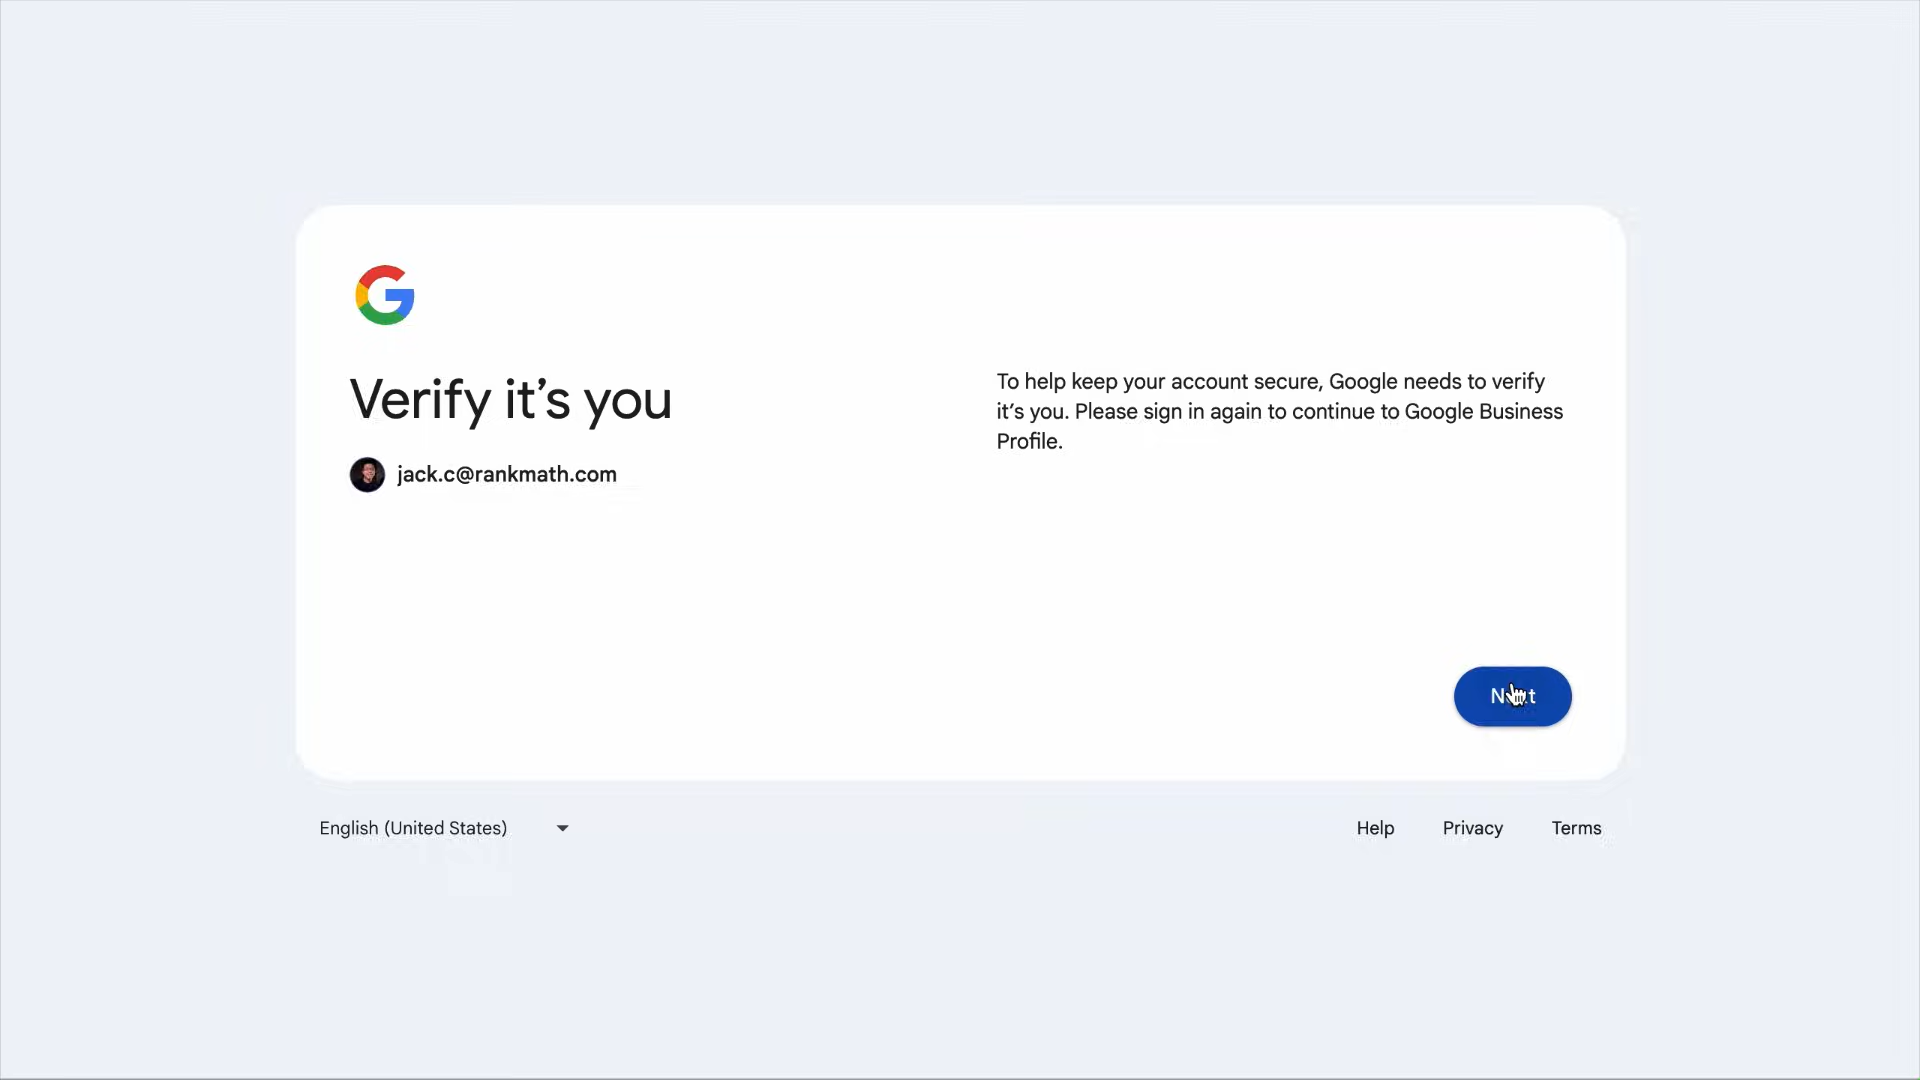 Verify it’s you
jack.c@rankmath.com
To help keep your account secure, Google needs to verify
it’s you. Please sign in again to continue to Google Business
Profile.
English (United States)
Help
Privacy
Terms